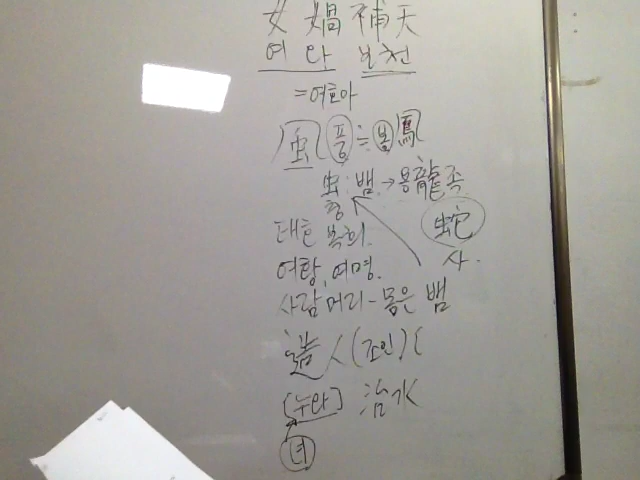 女媧補天
여와 보천
=여호아
風(풍)≒(봉)鳳
虫:뱀→용龍족
충 蛇
태호 복희 사.
여랑, 여명.
사람 머리-몸은 뱀
造人(조인)(
[누와] 治水
녀